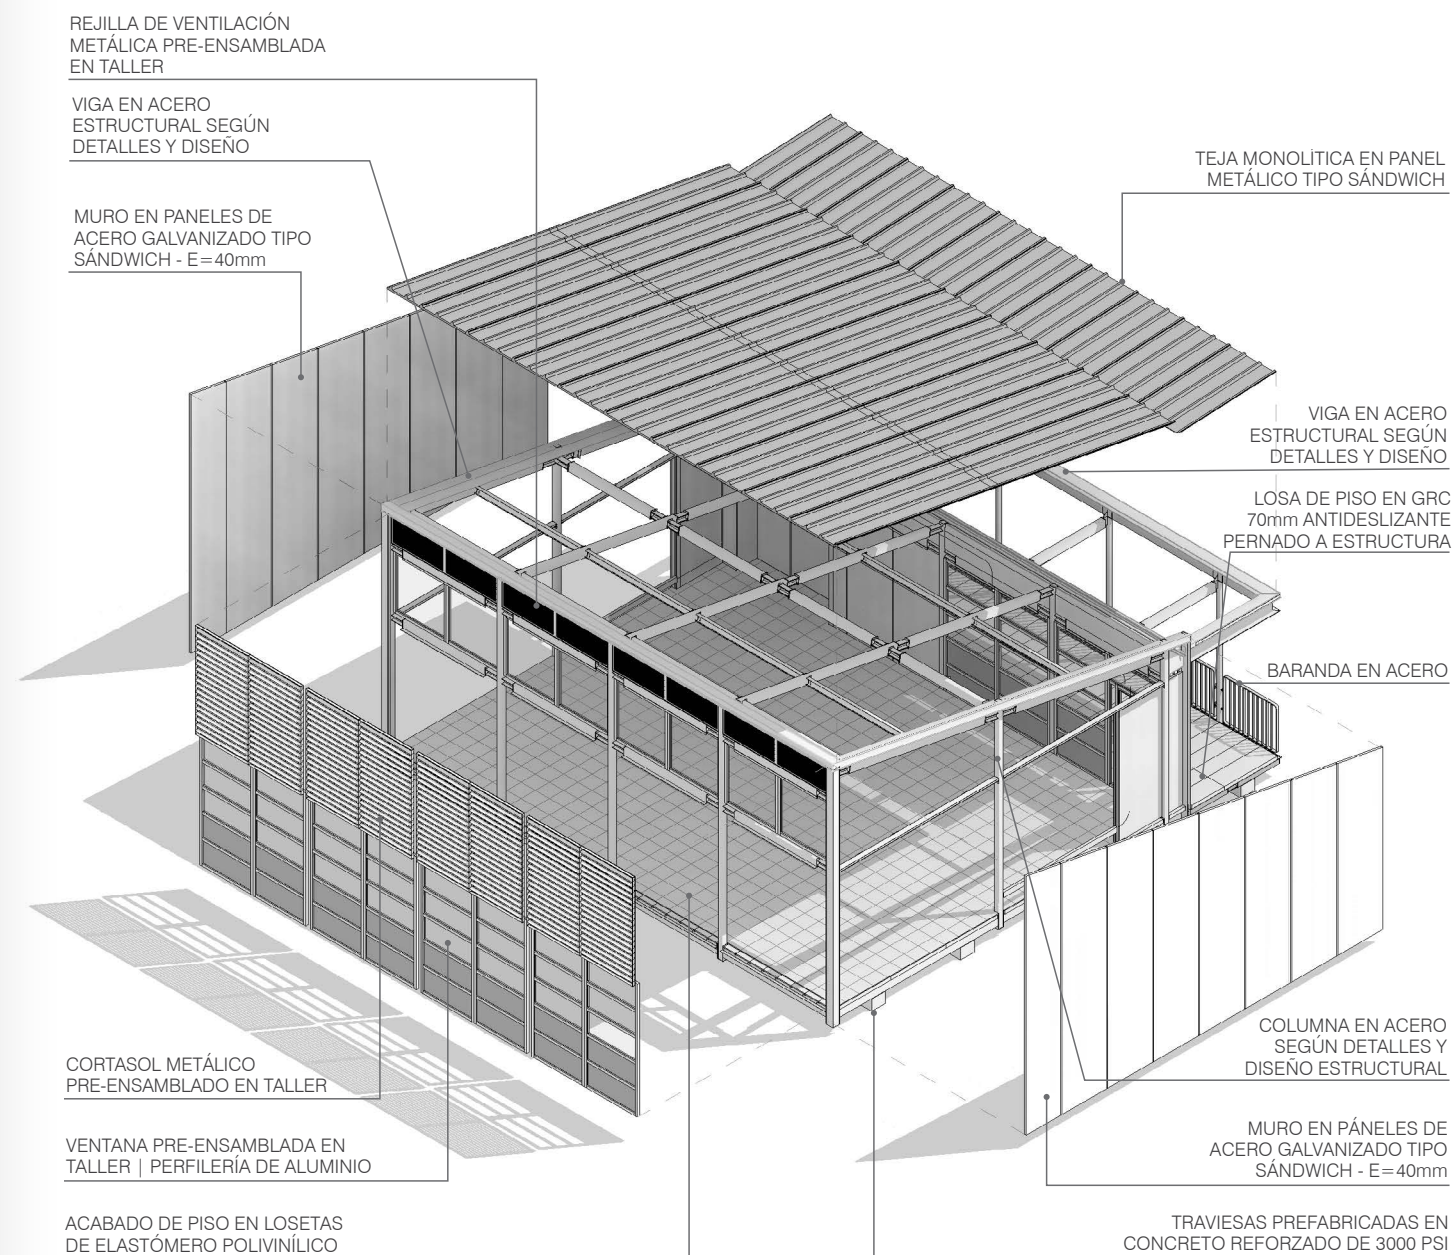 REJILLA DE VENTILACIÓN
METÁLICA PRE-ENSAMBLADA
EN TALLER
VIGA EN ACERO
ESTRUCTURAL SEGÚN
DETALLES Y DISEÑO
MURO EN PANELES DE
ACERO GALVANIZADO TIPO
SÁNDWICH - E=40mm
TEJA MONOLÍTICA EN PANEL
METÁLICO TIPO SÁNDWICH
VIGA EN ACERO
ESTRUCTURAL SEGÚN
DETALLES Y DISEÑO
LOSA DE PISO EN GRC
70mm ANTIDESLIZANTE
PERNADO A ESTRUCTURA
BARANDA EN ACERO
CORTASOL METÁLICO
PRE-ENSAMBLADO EN TALLER
VENTANA PRE-ENSAMBLADA EN
TALLER | PERFILERÍA DE ALUMINIO
ACABADO DE PISO EN LOSETAS
DE ELASTÓMERO POLIVINÍLICO
COLUMNA EN ACERO
SEGÚN DETALLES Y
DISEÑO ESTRUCTURAL
MURO EN PÁNELES DE
ACERO GALVANIZADO TIPO
SÁNDWICH - E=40mm
TRAVIESAS PREFABRICADAS EN
CONCRETO REFORZADO DE 3000 PSI